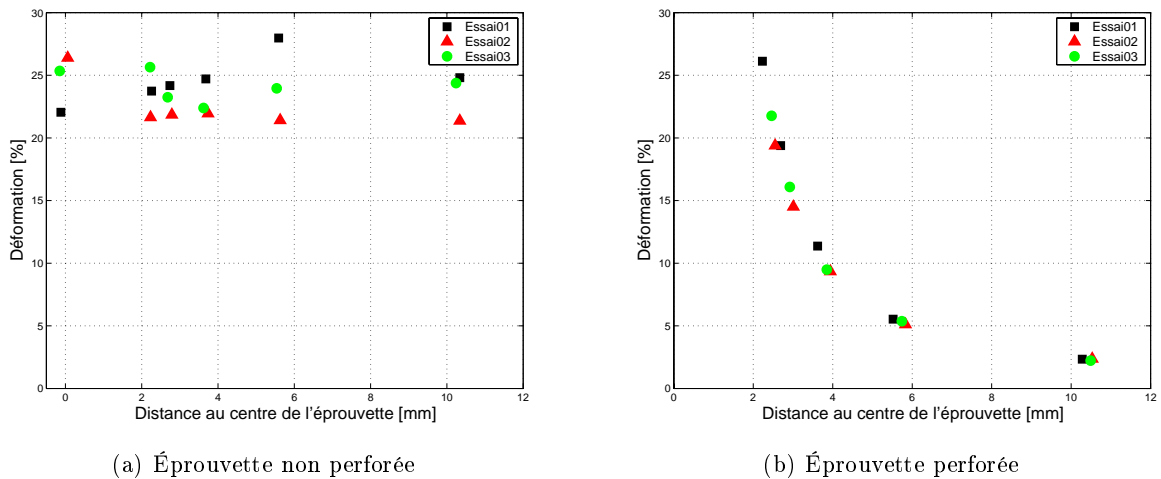 30
25
20
15
10
5
0
Déformation [%]
0 2 4 6 8 10 12
Distance au centre de l'éprouvette [mm]
Essai01
Essai02
Essai03
(a) Éprouvette non perforée
30
25
20
15
10
5
0
Déformation [%]
0 2 4 6 8 10 12
Distance au centre de l'éprouvette [mm]
Essai01
Essai02
Essai03
(b) Éprouvette perforée